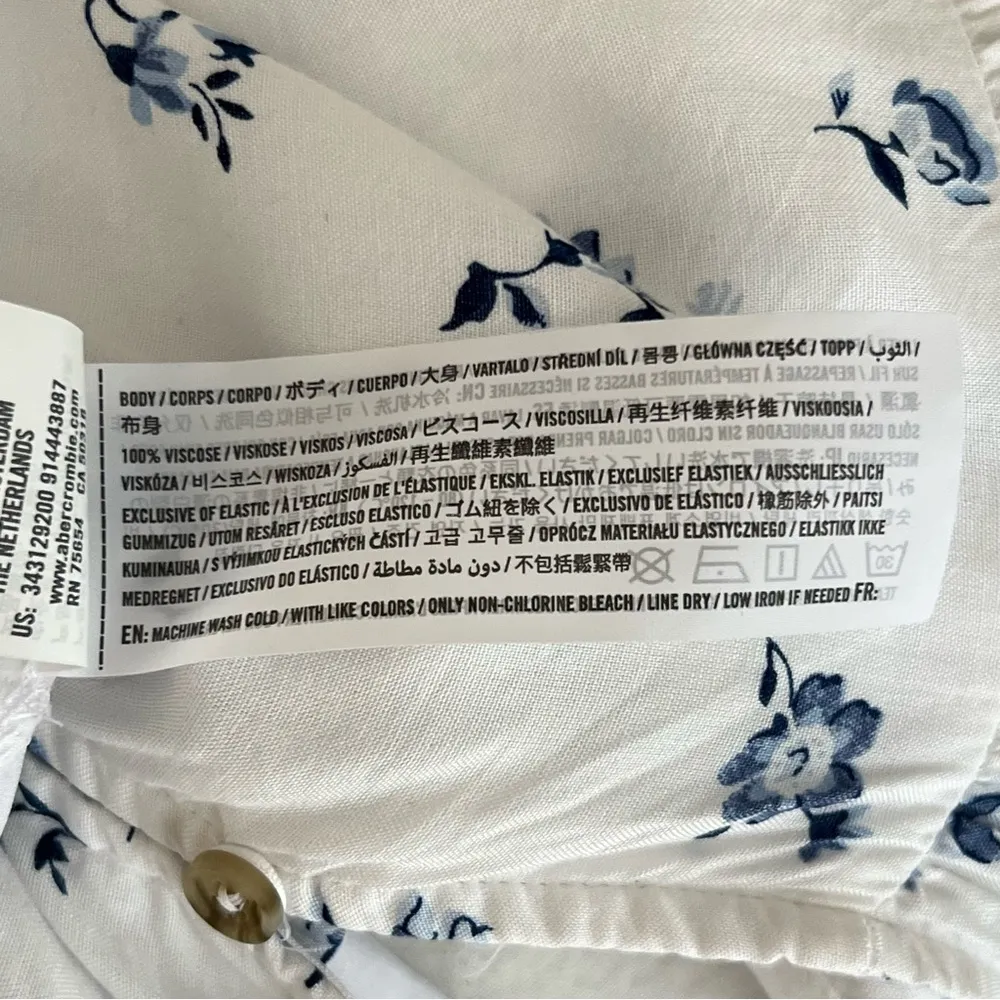 THE NETHERLANDS
US: 343129200 914443887
www.abercrombie.com
RN 75654
BODY / CORPS / CORPO / ボディ / CUERPO / 大身 / VARTALO / STŘEDNÍ DÍL / 몸통 / GŁÓWNA CZĘŚĆ / TOPP / الثوب /
布身
100% VISCOSE / VISKOSE / VISKOS / VISCOSA / ビスコース / VISCOSILLA / 再生纤维素纤维 / VISKOOSIA /
VISKÓZA / 비스코스 / WISKOZA / الفسكوز / 再生纖維素纖維
EXCLUSIVE OF ELASTIC / À L'EXCLUSION DE L'ÉLASTIQUE / EKSKL. ELASTIK / EXCLUSIEF ELASTIEK / AUSSCHLIESSLICH
GUMMIZUG / UTOM RESÅRET / ESCLUSO ELASTICO / ゴム紐を除く / EXCLUSIVO DE ELÁSTICO / 橡筋除外 / PAITSI
KUMINAUHA / S VÝJIMKOU ELASTICKÝCH ČÁSTÍ / 고급 고무줄 / OPRÓCZ MATERIAŁU ELASTYCZNEGO / ELASTIKK IKKE
MEDREGNET / EXCLUSIVO DO ELÁSTICO / دون مادة مطاطة / 不包括鬆緊帶
EN: MACHINE WASH COLD / WITH LIKE COLORS / ONLY NON-CHLORINE BLEACH / LINE DRY / LOW IRON IF NEEDED FR: